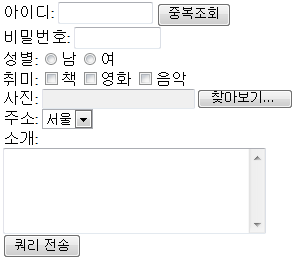 아이디: 중복조회
비밀번호:
성별: 남 여
취미: 책 영화 음악
사진: 찾아보기...
주소: 서울
소개:
쿼리 전송